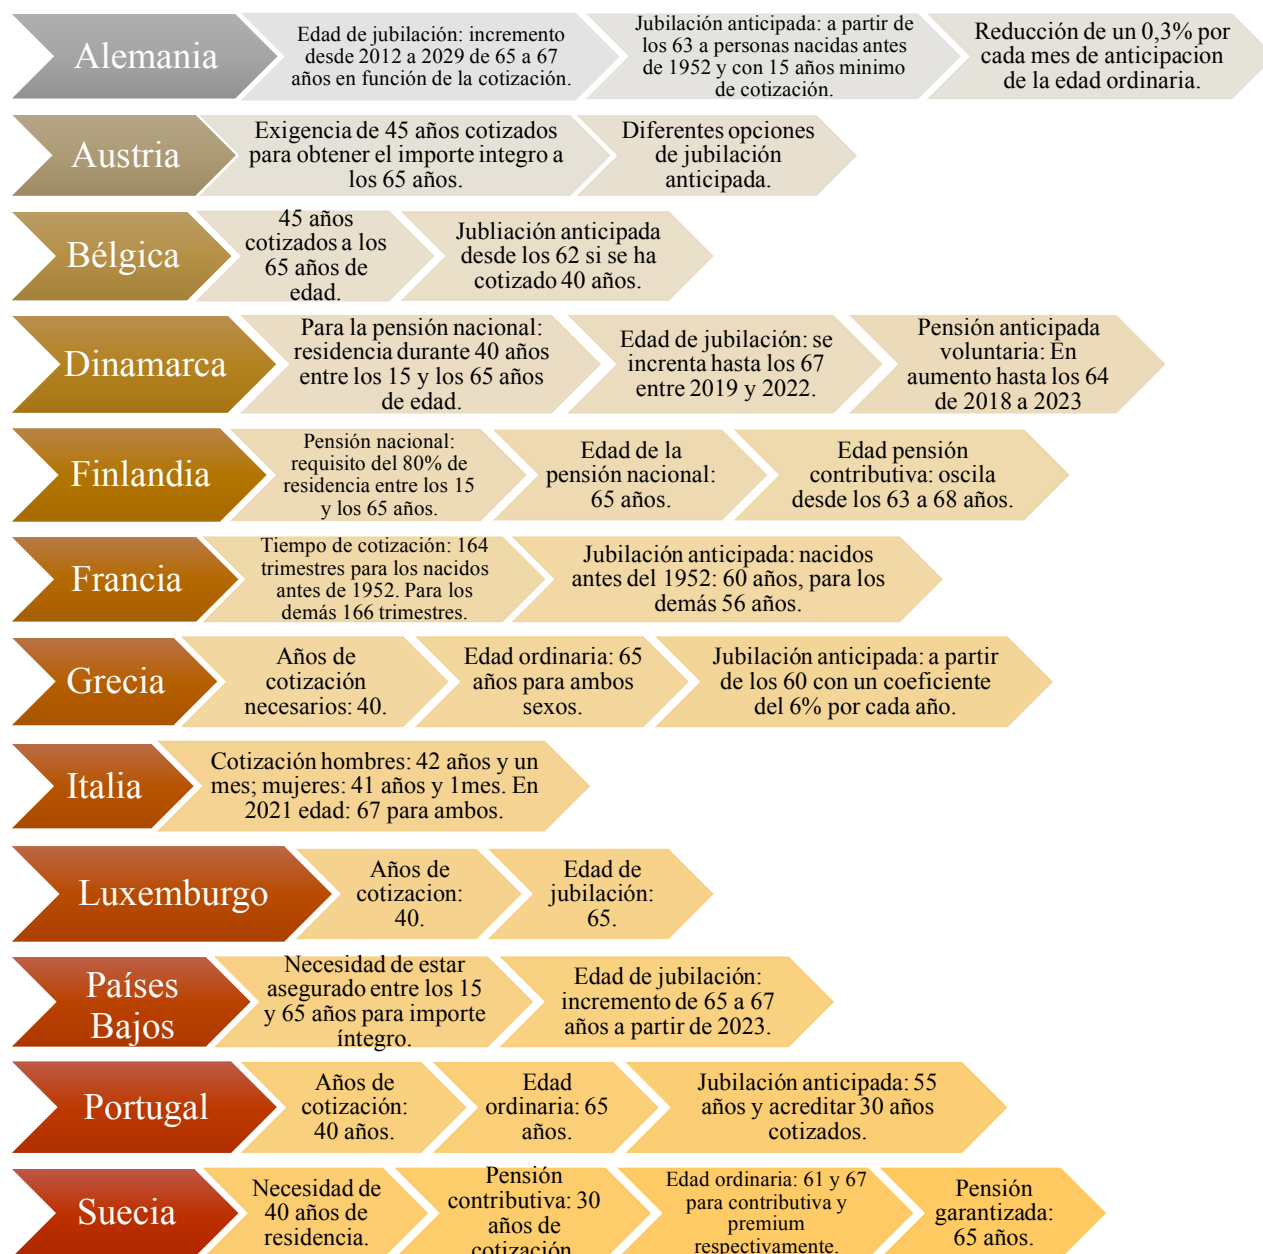 Alemania
Edad de jubilación: incremento
desde 2012 a 2029 de 65 a 67
años en función de la cotización.
Jubilación anticipada: a partir de
los 63 a personas nacidas antes
de 1952 y con 15 años minimo
de cotización.
Reducción de un 0,3% por
cada mes de anticipacion
de la edad ordinaria.
Austria
Exigencia de 45 años cotizados
para obtener el importe integro a
los 65 años.
Diferentes opciones
de jubilación
anticipada.
Bélgica
45 años
cotizados a los
65 años de
edad.
Jubliación anticipada
desde los 62 si se ha
cotizado 40 años.
Dinamarca
Para la pensión nacional:
residencia durante 40 años
entre los 15 y los 65 años
de edad.
Edad de jubilación: se
increnta hasta los 67
entre 2019 y 2022.
Pensión anticipada
voluntaria: En
aumento hasta los 64
de 2018 a 2023
Finlandia
Pensión nacional:
requisito del 80% de
residencia entre los 15
y los 65 años.
Edad de la
pensión nacional:
65 años.
Edad pensión
contributiva: oscila
desde los 63 a 68 años.
Francia
Tiempo de cotización: 164
trimestres para los nacidos
antes de 1952. Para los
demás 166 trimestres.
Jubilación anticipada: nacidos
antes del 1952: 60 años, para los
demás 56 años.
Grecia
Años de
cotización
necesarios: 40.
Edad ordinaria: 65
años para ambos
sexos.
Jubilación anticipada: a partir
de los 60 con un coeficiente
del 6% por cada año.
Italia
Cotización hombres: 42 años y un
mes; mujeres: 41 años y 1mes. En
2021 edad: 67 para ambos.
Luxemburgo
Años de
cotizacion:
40.
Edad de
jubilación:
65.
Países
Bajos
Necesidad de estar
asegurado entre los 15
y 65 años para importe
íntegro.
Edad de jubilación:
incremento de 65 a 67
años a partir de 2023.
Portugal
Años de
cotización:
40 años.
Edad
ordinaria: 65
años.
Jubilación anticipada: 55
años y acreditar 30 años
cotizados.
Suecia
Necesidad de
40 años de
residencia.
Pensión
contributiva: 30
años de
cotización
Edad ordinaria: 61 y 67
para contributiva y
premium
respectivamente.
Pensión
garantizada:
65 años.